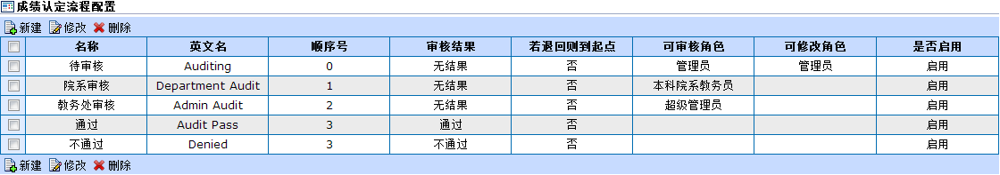 成绩认定流程配置
新建 修改 删除
名称 英文名 顺序号 审核结果 若退回则到起点 可审核角色 可修改角色 是否启用
待审核 Auditing 0 无结果 否 管理员 管理员 启用
院系审核 Department Audit 1 无结果 否 本科院系教务员 启用
教务处审核 Admin Audit 2 无结果 否 超级管理员 启用
通过 Audit Pass 3 通过 否 启用
不通过 Denied 3 不通过 否 启用
新建 修改 删除